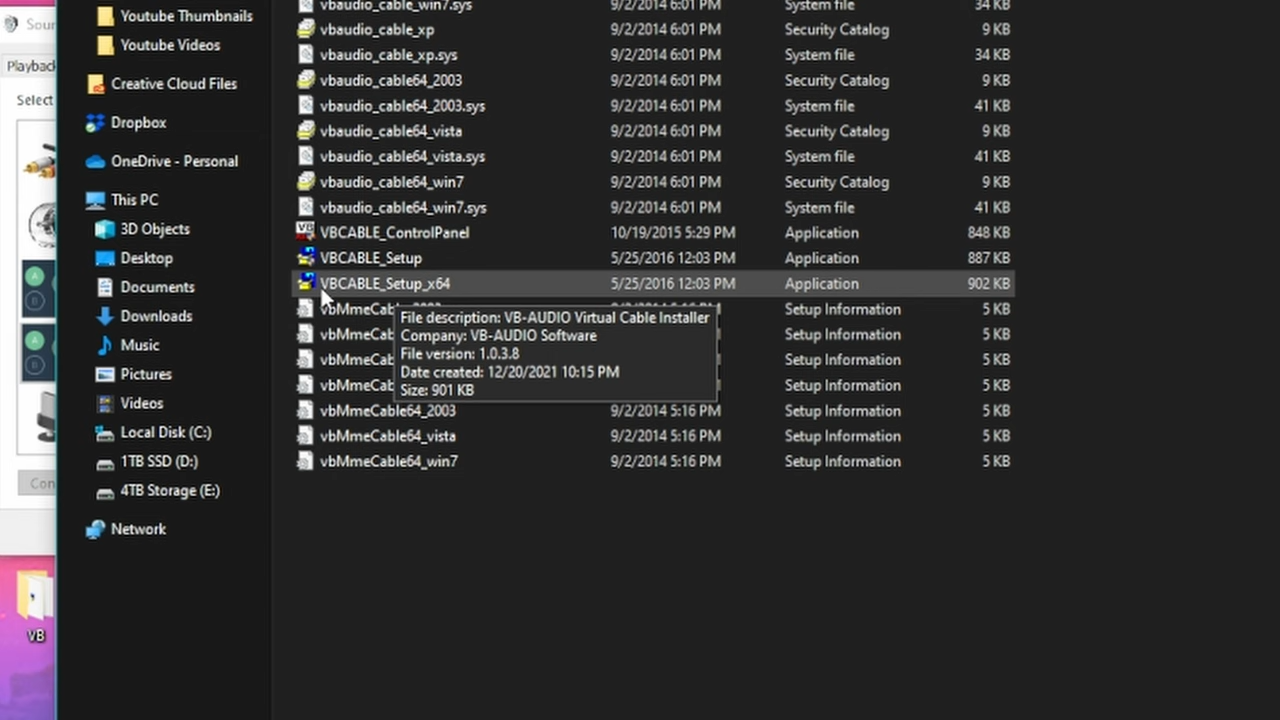 Youtube Thumbnails
Youtube Videos
Creative Cloud Files
Dropbox
OneDrive - Personal
This PC
3D Objects
Desktop
Documents
Downloads
Music
Pictures
Videos
Local Disk (C:)
1TB SSD (D:)
4TB Storage (E:)
Network
Sour
Playback
Select
Con
VB
vbaudio_cable_win7.sys 9/2/2014 6:01 PM System file 34 KB
vbaudio_cable_xp 9/2/2014 6:01 PM Security Catalog 9 KB
vbaudio_cable_xp.sys 9/2/2014 6:01 PM System file 34 KB
vbaudio_cable64_2003 9/2/2014 6:01 PM Security Catalog 9 KB
vbaudio_cable64_2003.sys 9/2/2014 6:01 PM System file 41 KB
vbaudio_cable64_vista 9/2/2014 6:01 PM Security Catalog 9 KB
vbaudio_cable64_vista.sys 9/2/2014 6:01 PM System file 41 KB
vbaudio_cable64_win7 9/2/2014 6:01 PM Security Catalog 9 KB
vbaudio_cable64_win7.sys 9/2/2014 6:01 PM System file 41 KB
VBCABLE_ControlPanel 10/19/2015 5:29 PM Application 848 KB
VBCABLE_Setup 5/25/2016 12:03 PM Application 887 KB
VBCABLE_Setup_x64 5/25/2016 12:03 PM Application 902 KB
Setup Information 5 KB
File description: VB-AUDIO Virtual Cable Installer
Company: VB-AUDIO Software
File version: 1.0.3.8
Date created: 12/20/2021 10:15 PM
Size: 901 KB
vbMmeC Setup Information 5 KB
vbMmeC Setup Information 5 KB
vbMmeC Setup Information 5 KB
vbMmeCable64_2003 9/2/2014 5:16 PM Setup Information 5 KB
vbMmeCable64_vista 9/2/2014 5:16 PM Setup Information 5 KB
vbMmeCable64_win7 9/2/2014 5:16 PM Setup Information 5 KB